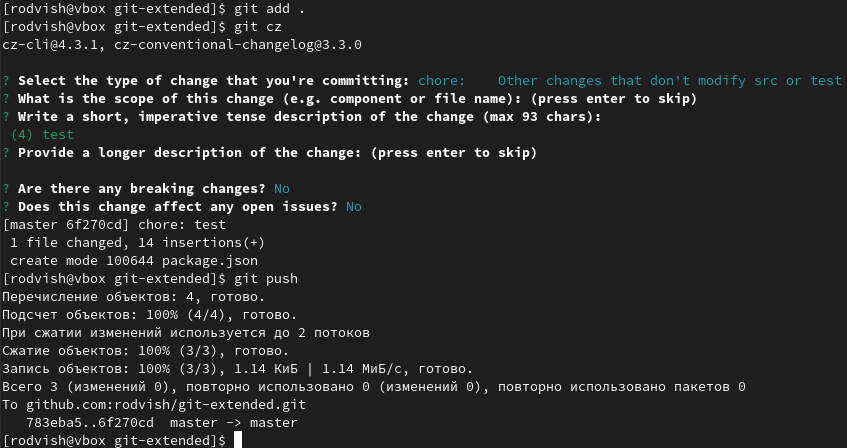 [rodvish@vbox git-extended]$ git add .
[rodvish@vbox git-extended]$ git cz
cz-cli@4.3.1, cz-conventional-changelog@3.3.0
? Select the type of change that you're committing: chore:    Other changes that don't modify src or test
? What is the scope of this change (e.g. component or file name): (press enter to skip)
? Write a short, imperative tense description of the change (max 93 chars):
(4) test
? Provide a longer description of the change: (press enter to skip)
? Are there any breaking changes? No
? Does this change affect any open issues? No
[master 6f270cd] chore: test
1 file changed, 14 insertions(+)
create mode 100644 package.json
[rodvish@vbox git-extended]$ git push
Перечисление объектов: 4, готово.
Подсчет объектов: 100% (4/4), готово.
При сжатии изменений используется до 2 потоков
Сжатие объектов: 100% (3/3), готово.
Запись объектов: 100% (3/3), 1.14 КиБ | 1.14 МиБ/с, готово.
Всего 3 (изменений 0), повторно использовано 0 (изменений 0), повторно использовано пакетов 0
To github.com:rodvish/git-extended.git
783eba5..6f270cd  master -> master
[rodvish@vbox git-extended]$